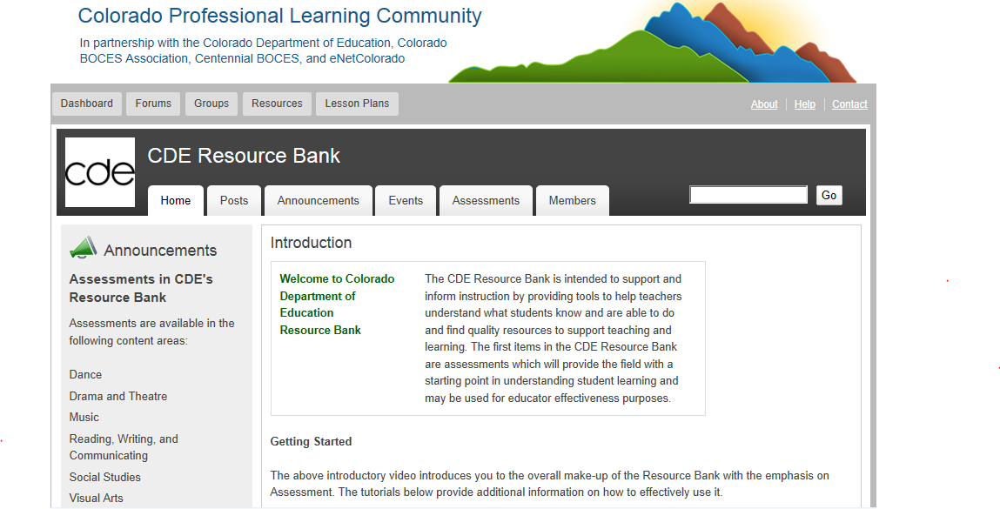 Colorado Professional Learning Community
In partnership with the Colorado Department of Education, Colorado
BOCES Association, Centennial BOCES, and eNetColorado
Dashboard Forums Groups Resources Lesson Plans About Help Contact
cde
CDE Resource Bank
Home Posts Announcements Events Assessments Members Go
Announcements
Assessments in CDE's
Resource Bank
Assessments are available in the
following content areas:
Dance
Drama and Theatre
Music
Reading, Writing, and
Communicating
Social Studies
Visual Arts
Introduction
Welcome to Colorado
Department of
Education
Resource Bank
The CDE Resource Bank is intended to support and
inform instruction by providing tools to help teachers
understand what students know and are able to do
and find quality resources to support teaching and
learning. The first items in the CDE Resource Bank
are assessments which will provide the field with a
starting point in understanding student learning and
may be used for educator effectiveness purposes.
Getting Started
The above introductory video introduces you to the overall make-up of the Resource Bank with the emphasis on
Assessment. The tutorials below provide additional information on how to effectively use it.